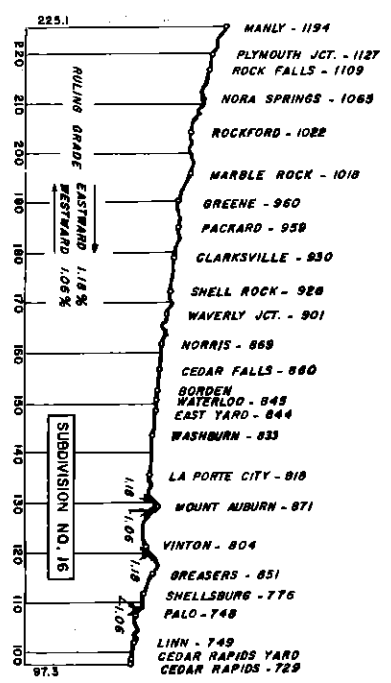 225.1
MANLY - 1194
220
PLYMOUTH JCT. - 1127
ROCK FALLS - 1109
210
NORA SPRINGS - 1065
ROCKFORD - 1022
200
MARBLE ROCK - 1018
190
GREENE - 960
PACKARD - 959
180
CLARKSVILLE - 930
SHELL ROCK - 928
170
WAVERLY JCT. - 901
160
NORRIS - 869
CEDAR FALLS - 860
BORDEN
150
WATERLOO - 845
EAST YARD - 844
140
WASHBURN - 833
LA PORTE CITY - 818
1.18
130
MOUNT AUBURN - 871
1.06
VINTON - 804
120
1.18
BREASERS - 851
SHELLSBURG - 776
110
PALO - 748
1.06
LINN - 749
CEDAR RAPIDS YARD
100
CEDAR RAPIDS - 729
97.3
RULING GRADE
EASTWARD 1.18 %
WESTWARD 1.06 %
SUBDIVISION NO. 16